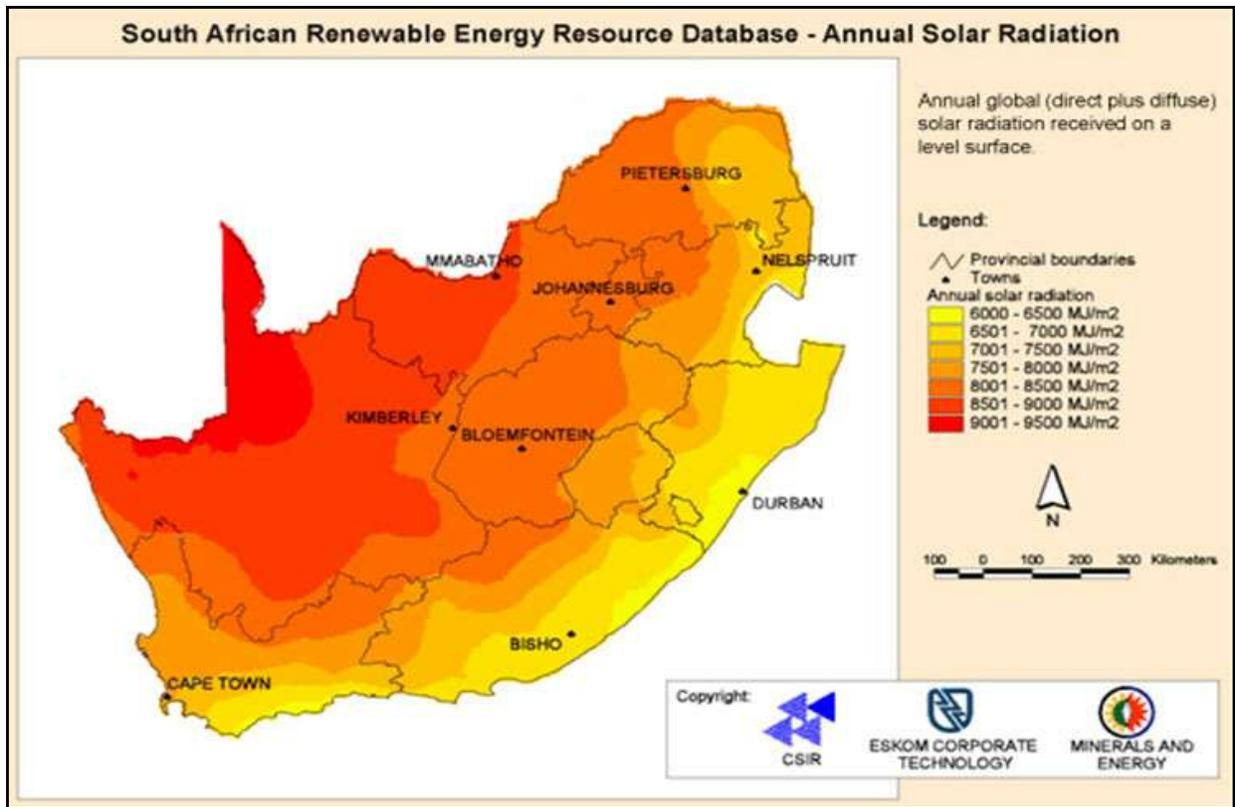 South African Renewable Energy Resource Database - Annual Solar Radiation
Annual global (direct plus diffuse)
solar radiation received on a
level surface.
PIETERSBURG
Legend:
MMABATHO
NELSPRUIT
Provincial boundaries
Towns
JOHANNESBURG
Annual solar radiation
6000 - 6500 MJ/m2
6501 - 7000 MJ/m2
7001 - 7500 MJ/m2
7501 - 8000 MJ/m2
8001 - 8500 MJ/m2
8501 - 9000 MJ/m2
9001 - 9500 MJ/m2
KIMBERLEY
BLOEMFONTEIN
DURBAN
N
100 0 100 200 300 Kilometers
BISHO
CAPE TOWN
Copyright:
CSIR
ESKOM CORPORATE
TECHNOLOGY
MINERALS AND
ENERGY